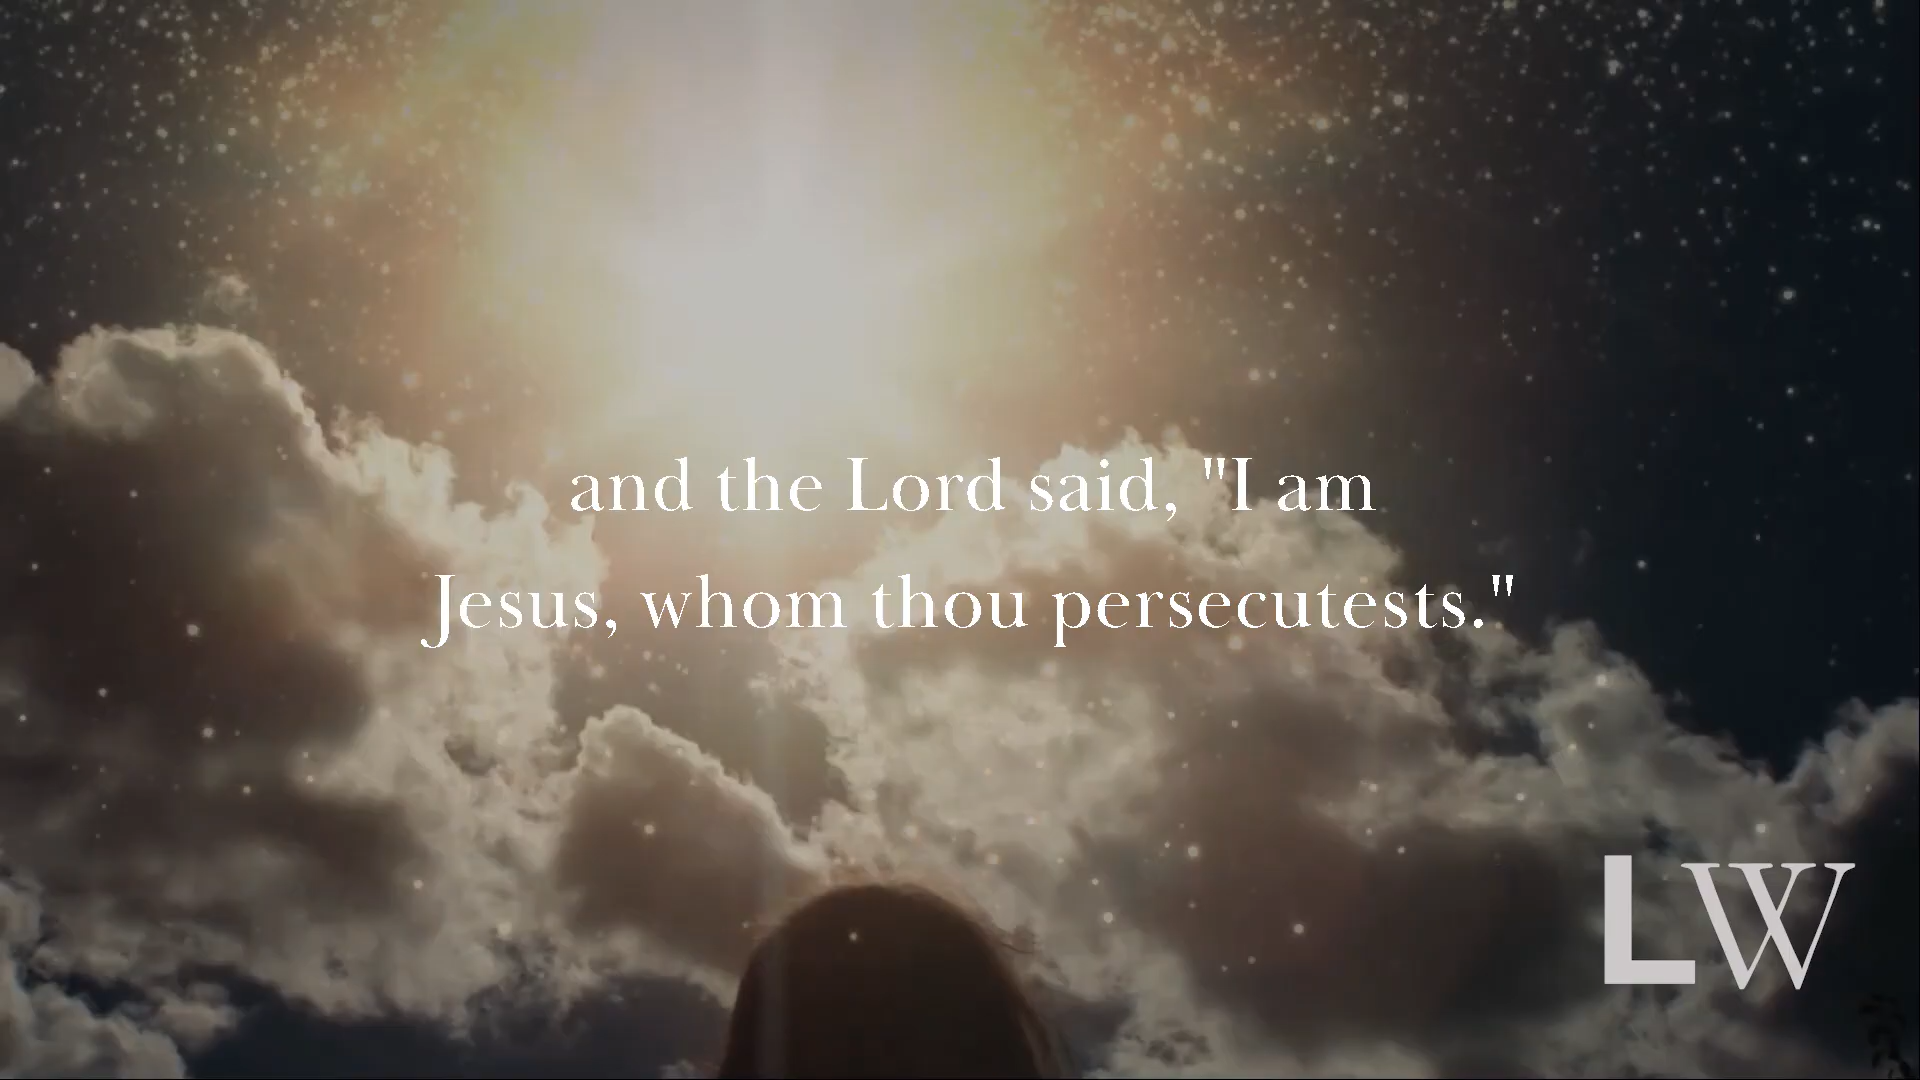 and the Lord said, "I am
Jesus, whom thou persecutests."
LW